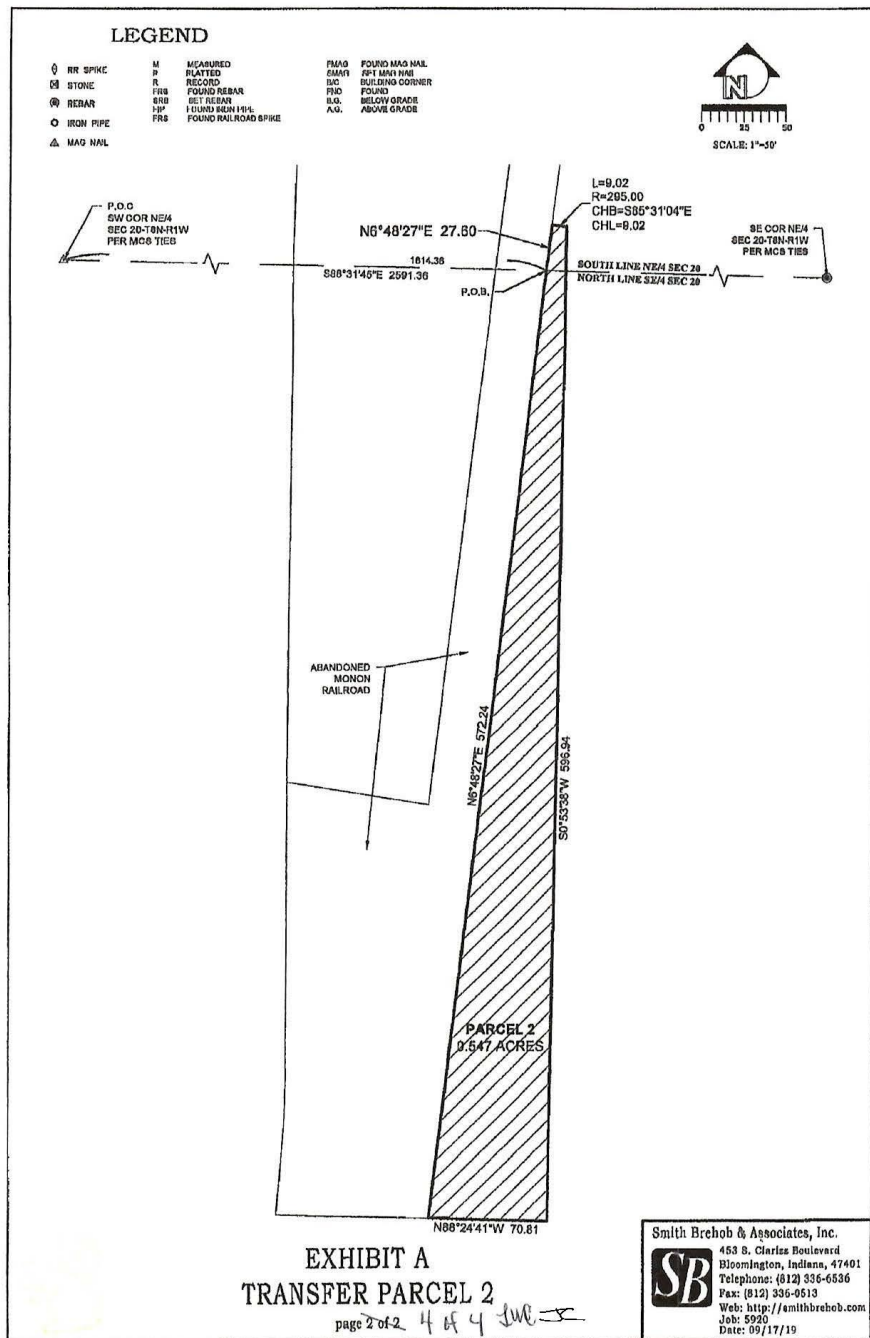 LEGEND
RR SPIKE
STONE
REBAR
IRON PIPE
MAG NAIL
M MEASURED
P PLATTED
R RECORD
FRB FOUND REBAR
SRB SET REBAR
FIP FOUND IRON PIPE
FRS FOUND RAILROAD SPIKE
FMAG FOUND MAG NAIL
SMAG SET MAG NAIL
B/C BUILDING CORNER
FND FOUND
B.G. BELOW GRADE
A.G. ABOVE GRADE
N
0 25 50
SCALE: 1"=50'
P.O.C
SW COR NE/4
SEC 20-T8N-R1W
PER MCS TIES
N6°48'27"E 27.60
L=9.02
R=295.00
CHB=S85°31'04"E
CHL=9.02
SE COR NE/4
SEC 20-T8N-R1W
PER MCS TIES
1614.36
S88°31'45"E 2591.36
P.O.B.
SOUTH LINE NE/4 SEC 20
NORTH LINE SE/4 SEC 20
ABANDONED
MONON
RAILROAD
N6°48'27"E 572.24
S0°53'38"W 596.94
PARCEL 2
0.547 ACRES
N88°24'41"W 70.81
EXHIBIT A
TRANSFER PARCEL 2
page 2 of 2 4 of 4
Smith Brehob & Associates, Inc.
SB
453 S. Clarizz Boulevard
Bloomington, Indiana, 47401
Telephone: (812) 336-6536
Fax: (812) 336-0513
Web: http://smithbrehob.com
Job: 5920
Date: 09/17/19